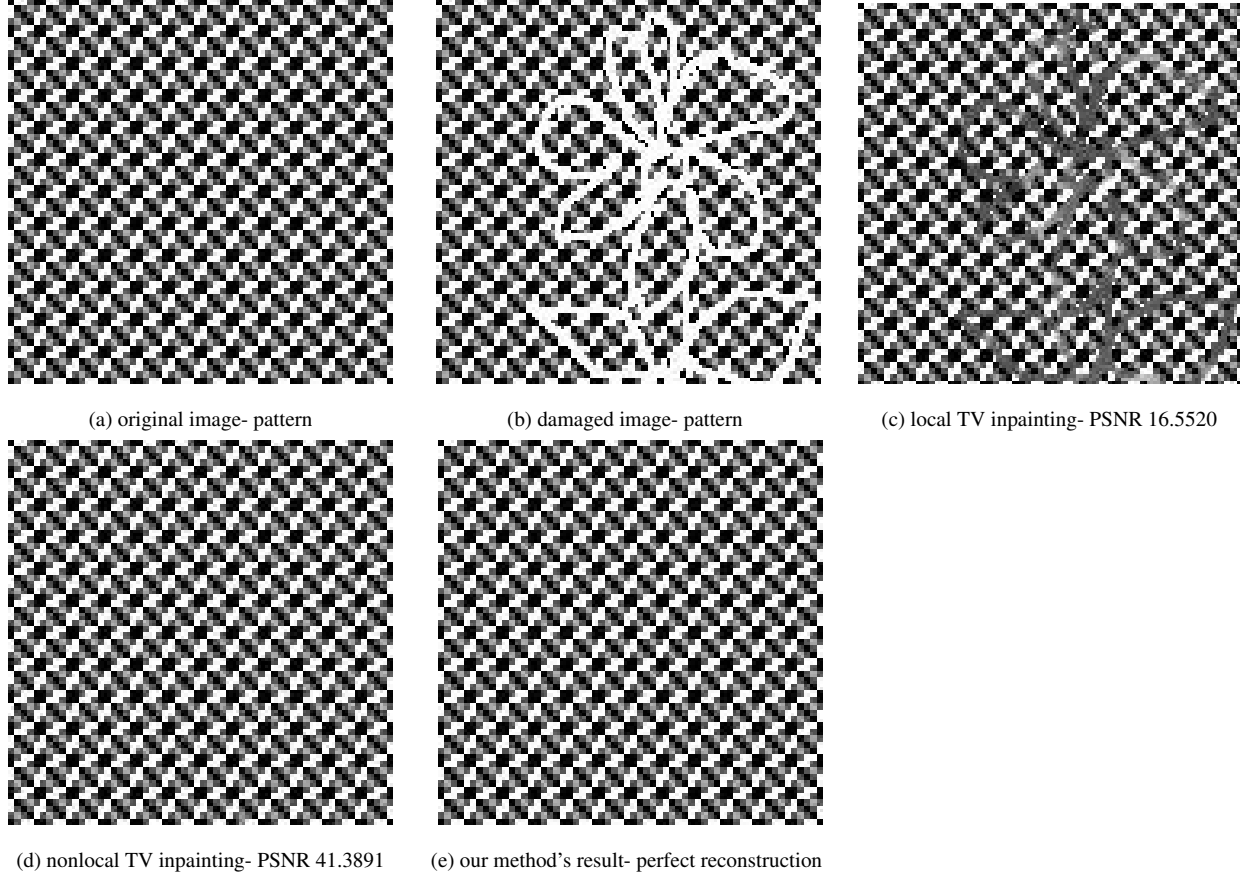 (a) original image- pattern
(b) damaged image- pattern
(c) local TV inpainting- PSNR 16.5520
(d) nonlocal TV inpainting- PSNR 41.3891
(e) our method's result- perfect reconstruction